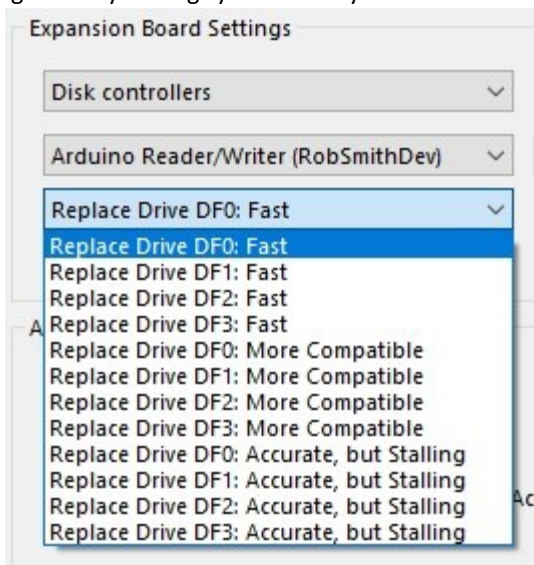 Expansion Board Settings
Disk controllers
Arduino Reader/Writer (RobSmithDev)
Replace Drive DF0: Fast
Replace Drive DF0: Fast
Replace Drive DF1: Fast
Replace Drive DF2: Fast
Replace Drive DF3: Fast
A
Replace Drive DF0: More Compatible
Replace Drive DF1: More Compatible
Replace Drive DF2: More Compatible
Replace Drive DF3: More Compatible
Replace Drive DF0: Accurate, but Stalling
Replace Drive DF1: Accurate, but Stalling
Replace Drive DF2: Accurate, but Stalling
Ac
Replace Drive DF3: Accurate, but Stalling